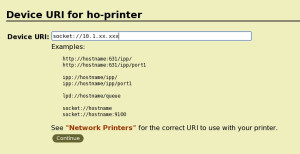 Device URI for ho-printer
Device URI: socket://10.1.xx.xxx
Examples:
http://hostname:631/ipp/
http://hostname:631/ipp/port1
ipp://hostname/ipp/
ipp://hostname/ipp/port1
lpd://hostname/queue
socket://hostname
socket://hostname:9100
See "Network Printers" for the correct URI to use with your printer.
Continue